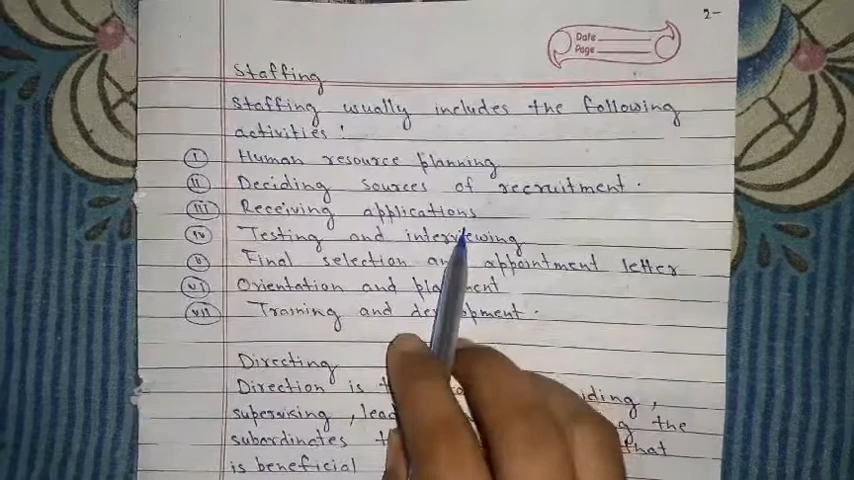 2-
Date
Page
Staffing
Staffing usually includes the following
activities :
i Human resource planning
ii Deciding sources of recruitment.
iii Receiving applications
iv Testing and interviewing
v Final selection and appointment letter
vi Orientation and
vii Training and development.
Directing
Direction is
supervising,
subordinates that
is beneficial